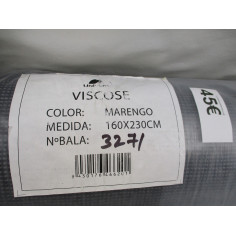 VISCOSE
COLOR: MARENGO
MEDIDA: 160X230CM
NºBALA: 3271
45€